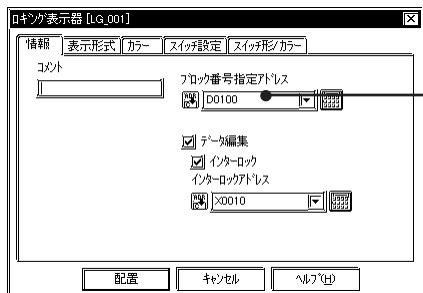 ロギング表示器 [LG_001]
情報 表示形式 カラー スイッチ設定 スイッチ形/カラー
コメント
ブロック番号指定アドレス
D0100
データ編集
インターロック
インターロックアドレス
X0010
配置 キャンセル ヘルプ(H)